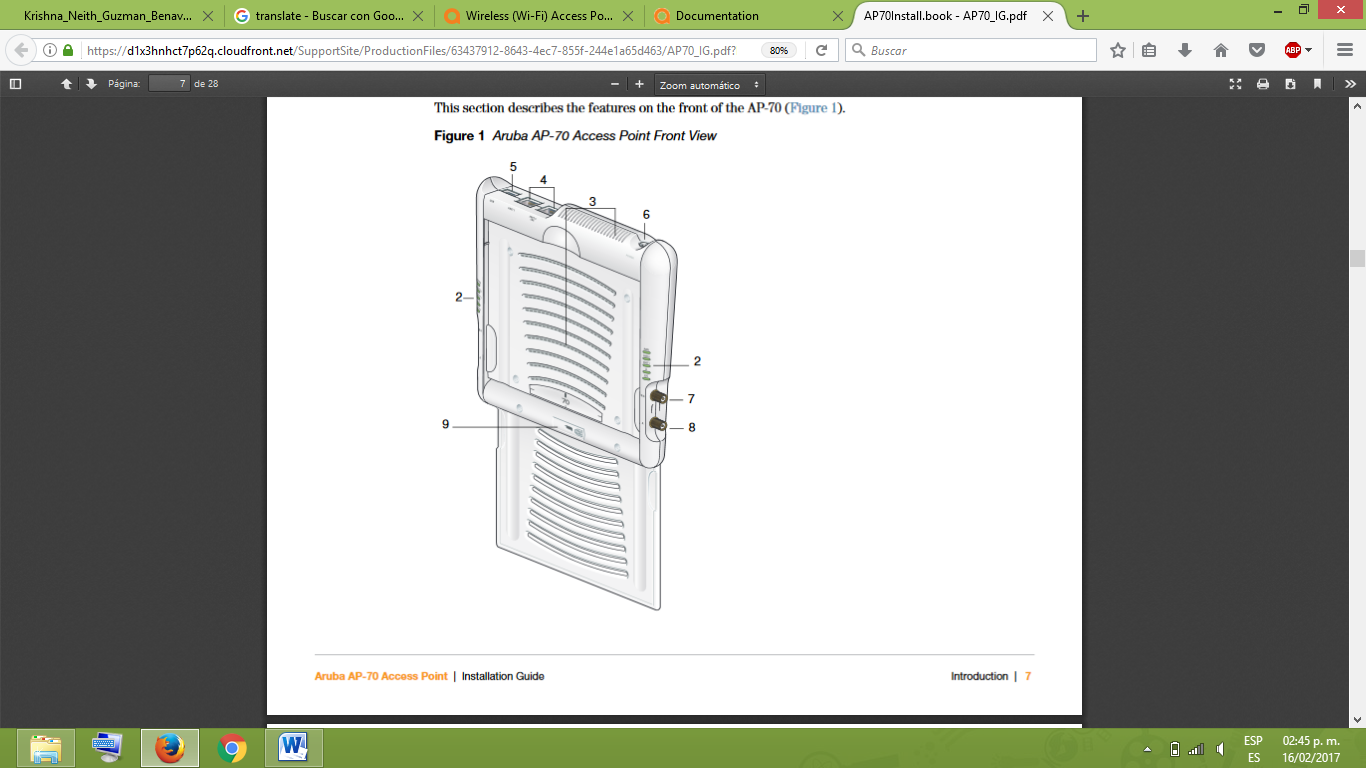 Krishna_Neith_Guzman_Benav...
translate - Buscar con Goo...
Wireless (Wi-Fi) Access Po...
Documentation
AP70Install.book - AP70_IG.pdf
https://d1x3hnhct7p62q.cloudfront.net/SupportSite/ProductionFiles/63437912-8643-4ec7-855f-244e1a65d463/AP70_IG.pdf?
80%
Buscar
ABP
Página: 7 de 28
Zoom automático
This section describes the features on the front of the AP-70 (Figure 1).
Figure 1 Aruba AP-70 Access Point Front View
5
4
3
6
2
2
7
9
8
70
Aruba AP-70 Access Point | Installation Guide
Introduction | 7
ESP
02:45 p. m.
ES
16/02/2017